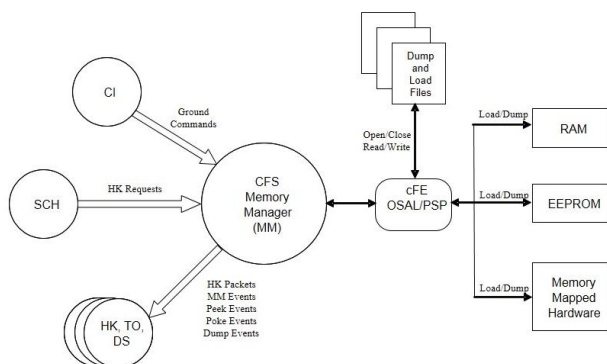 CI
Ground
Commands
SCH
HK Requests
CFS
Memory
Manager
(MM)
HK, TO,
DS
HK Packets
MM Events
Peek Events
Poke Events
Dump Events
Dump
and
Load
Files
Open/Close
Read/Write
cFE
OSAL/PSP
Load/Dump
RAM
Load/Dump
EEPROM
Load/Dump
Memory
Mapped
Hardware